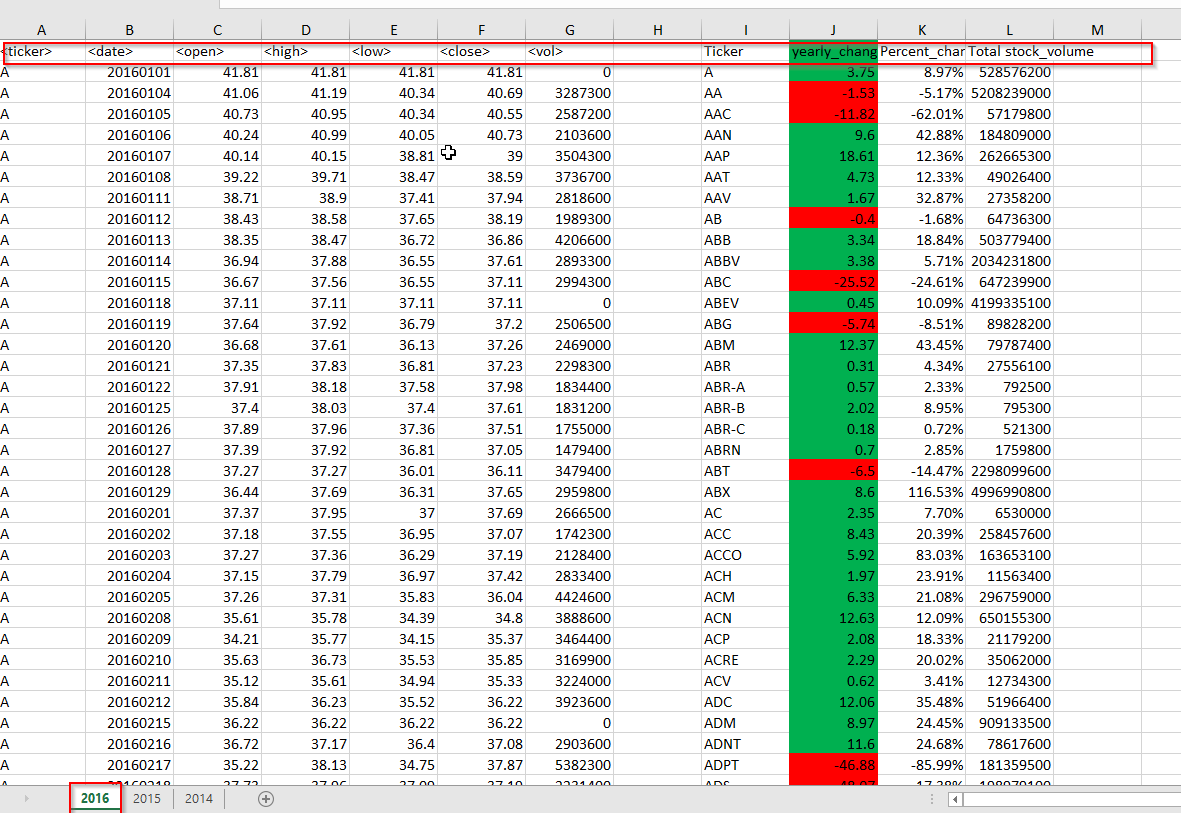 A B C D E F G H I J K L M
<ticker> <date> <open> <high> <low> <close> <vol> Ticker yearly_chang Percent_char Total stock_volume
A 20160101 41.81 41.81 41.81 41.81 0 A 3.75 8.97% 528576200
A 20160104 41.06 41.19 40.34 40.69 3287300 AA -1.53 -5.17% 5208239000
A 20160105 40.73 40.95 40.34 40.55 2587200 AAC -11.82 -62.01% 57179800
A 20160106 40.24 40.99 40.05 40.73 2103600 AAN 9.6 42.88% 184809000
A 20160107 40.14 40.15 38.81 39 3504300 AAP 18.61 12.36% 262665300
A 20160108 39.22 39.71 38.47 38.59 3736700 AAT 4.73 12.33% 49026400
A 20160111 38.71 38.9 37.41 37.94 2818600 AAV 1.67 32.87% 27358200
A 20160112 38.43 38.58 37.65 38.19 1989300 AB -0.4 -1.68% 64736300
A 20160113 38.35 38.47 36.72 36.86 4206600 ABB 3.34 18.84% 503779400
A 20160114 36.94 37.88 36.55 37.61 2893300 ABBV 3.38 5.71% 2034231800
A 20160115 36.67 37.56 36.55 37.11 2994300 ABC -25.52 -24.61% 647239900
A 20160118 37.11 37.11 37.11 37.11 0 ABEV 0.45 10.09% 4199335100
A 20160119 37.64 37.92 36.79 37.2 2506500 ABG -5.74 -8.51% 89828200
A 20160120 36.68 37.61 36.13 37.26 2469000 ABM 12.37 43.45% 79787400
A 20160121 37.35 37.83 36.81 37.23 2298300 ABR 0.31 4.34% 27556100
A 20160122 37.91 38.18 37.58 37.98 1834400 ABR-A 0.57 2.33% 792500
A 20160125 37.4 38.03 37.4 37.61 1831200 ABR-B 2.02 8.95% 795300
A 20160126 37.89 37.96 37.36 37.51 1755000 ABR-C 0.18 0.72% 521300
A 20160127 37.39 37.92 36.81 37.05 1479400 ABRN 0.7 2.85% 1759800
A 20160128 37.27 37.27 36.01 36.11 3479400 ABT -6.5 -14.47% 2298099600
A 20160129 36.44 37.69 36.31 37.65 2959800 ABX 8.6 116.53% 4996990800
A 20160201 37.37 37.95 37 37.69 2666500 AC 2.35 7.70% 6530000
A 20160202 37.18 37.55 36.95 37.07 1742300 ACC 8.43 20.39% 258457600
A 20160203 37.27 37.36 36.29 37.19 2128400 ACCO 5.92 83.03% 163653100
A 20160204 37.15 37.79 36.97 37.42 2833400 ACH 1.97 23.91% 11563400
A 20160205 37.26 37.31 35.83 36.04 4424600 ACM 6.33 21.08% 296759000
A 20160208 35.61 35.78 34.39 34.8 3888600 ACN 12.63 12.09% 650155300
A 20160209 34.21 35.77 34.15 35.37 3464400 ACP 2.08 18.33% 21179200
A 20160210 35.63 36.73 35.53 35.85 3169900 ACRE 2.29 20.02% 35062000
A 20160211 35.12 35.61 34.94 35.33 3224000 ACV 0.62 3.41% 12734300
A 20160212 35.84 36.23 35.52 36.22 3923600 ADC 12.06 35.48% 51966400
A 20160215 36.22 36.22 36.22 36.22 0 ADM 8.97 24.45% 909133500
A 20160216 36.72 37.17 36.4 37.08 2903600 ADNT 11.6 24.68% 78617600
A 20160217 35.22 38.13 34.75 37.87 5382300 ADPT -46.88 -85.99% 181359500
2016 2015 2014